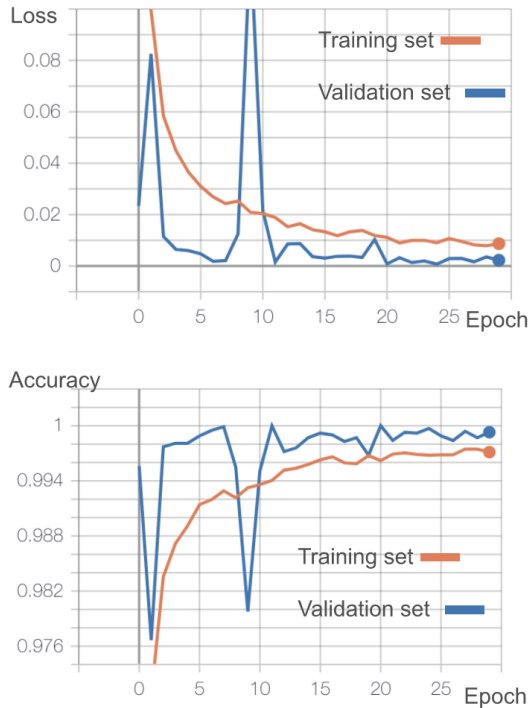 Loss
Training set
0.08
Validation set
0.06
0.04
0.02
0
0 5 10 15 20 25
Epoch
Accuracy
1
0.994
0.988
Training set
0.982
Validation set
0.976
0 5 10 15 20 25
Epoch